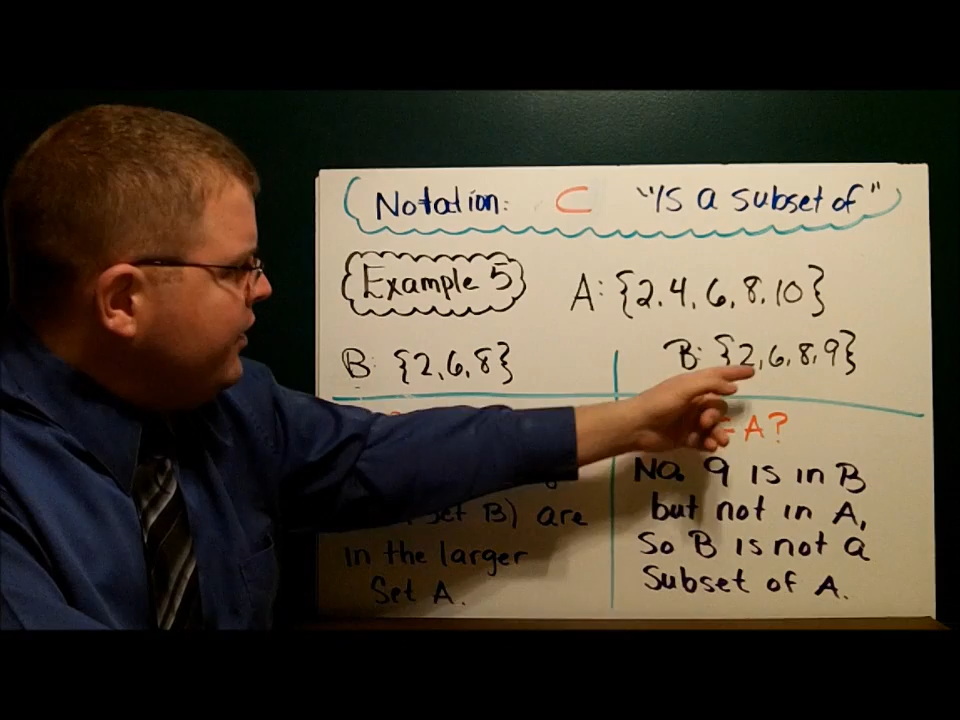 Notation: ⊂ "Is a subset of"
Example 5
A: {2,4,6,8,10}
B: {2,6,8}
B: {2,6,8,9}
A?
set B) are
in the larger
Set A.
No. 9 is in B
but not in A,
So B is not a
Subset of A.